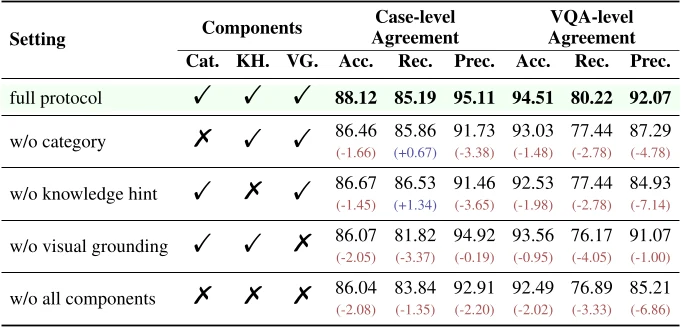 Setting Components Case-level Agreement VQA-level Agreement
Cat. KH. VG. Acc. Rec. Prec. Acc. Rec. Prec.
full protocol ✓ ✓ ✓ 88.12 85.19 95.11 94.51 80.22 92.07
w/o category ✗ ✓ ✓ 86.46 85.86 91.73 93.03 77.44 87.29
(-1.66) (+0.67) (-3.38) (-1.48) (-2.78) (-4.78)
w/o knowledge hint ✓ ✗ ✓ 86.67 86.53 91.46 92.53 77.44 84.93
(-1.45) (+1.34) (-3.65) (-1.98) (-2.78) (-7.14)
w/o visual grounding ✓ ✓ ✗ 86.07 81.82 94.92 93.56 76.17 91.07
(-2.05) (-3.37) (-0.19) (-0.95) (-4.05) (-1.00)
w/o all components ✗ ✗ ✗ 86.04 83.84 92.91 92.49 76.89 85.21
(-2.08) (-1.35) (-2.20) (-2.02) (-3.33) (-6.86)